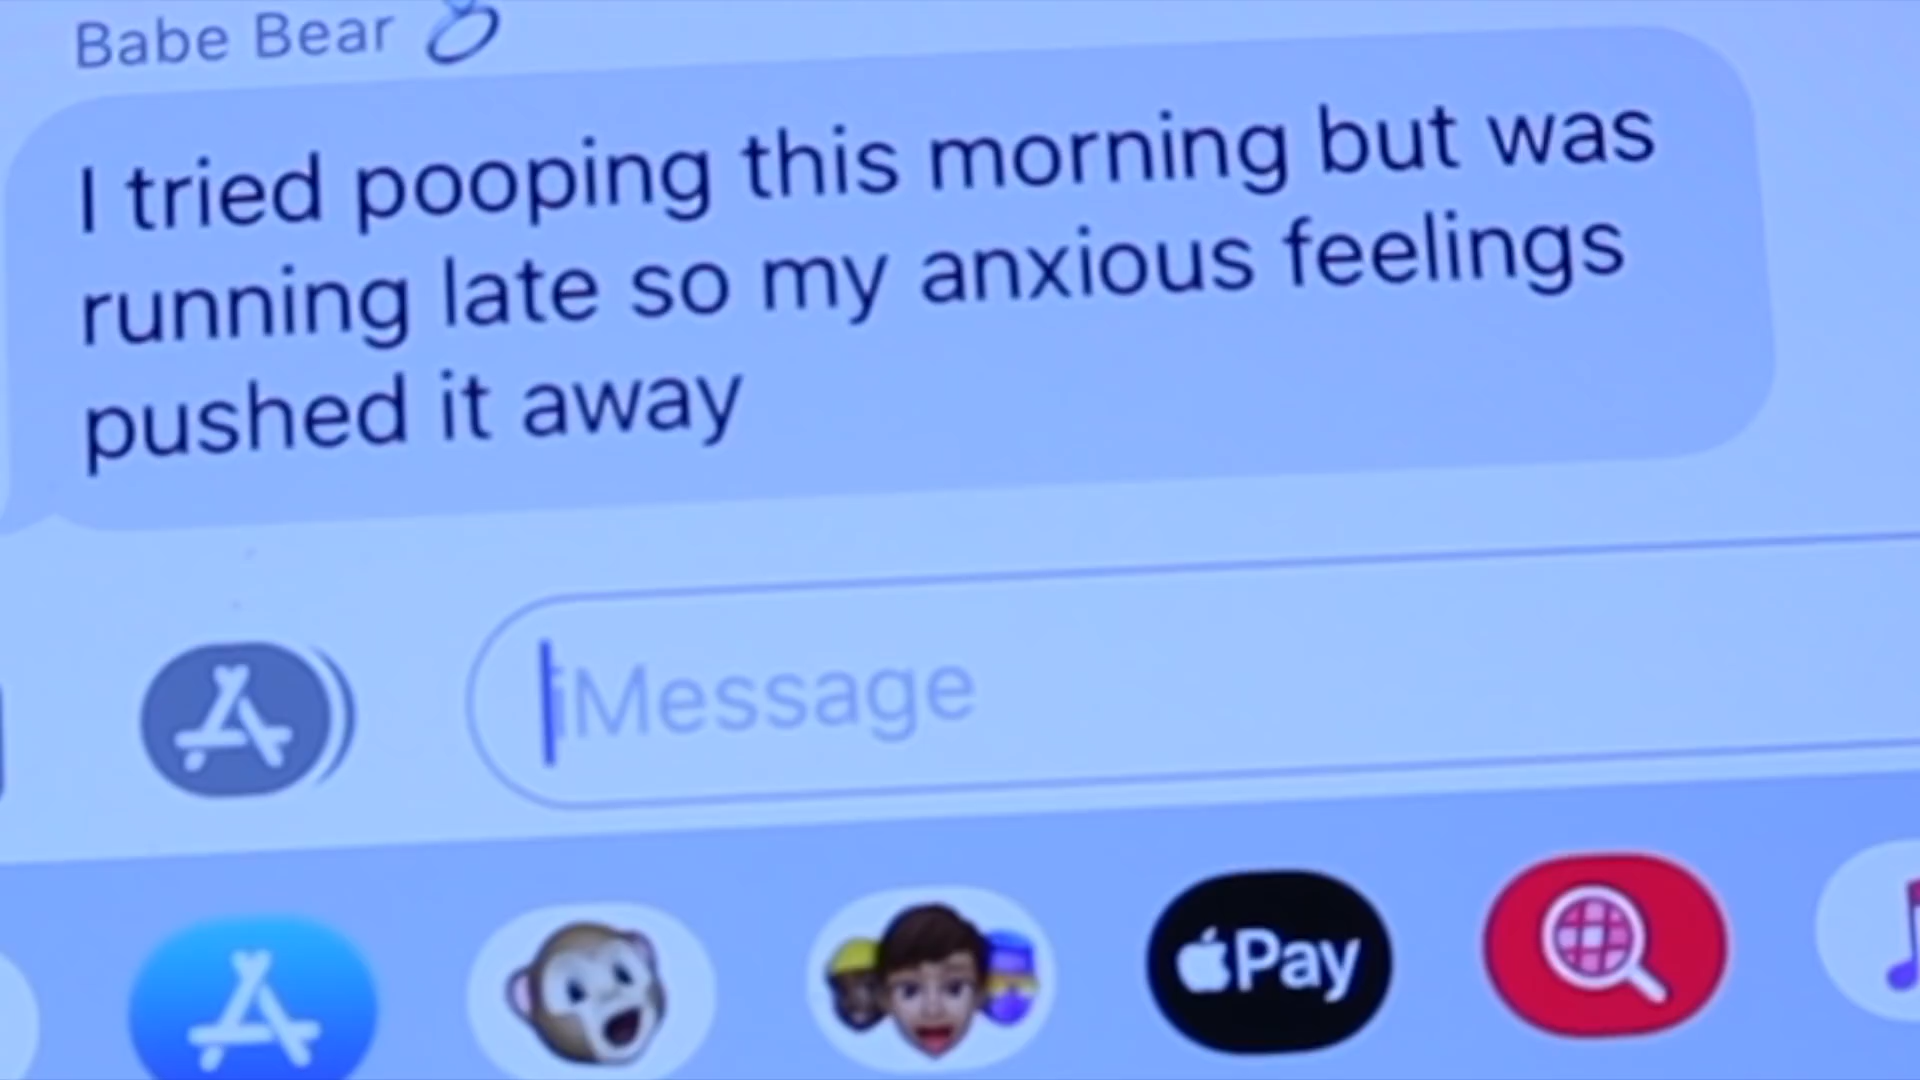 Babe Bear
I tried pooping this morning but was
running late so my anxious feelings
pushed it away
iMessage
Pay